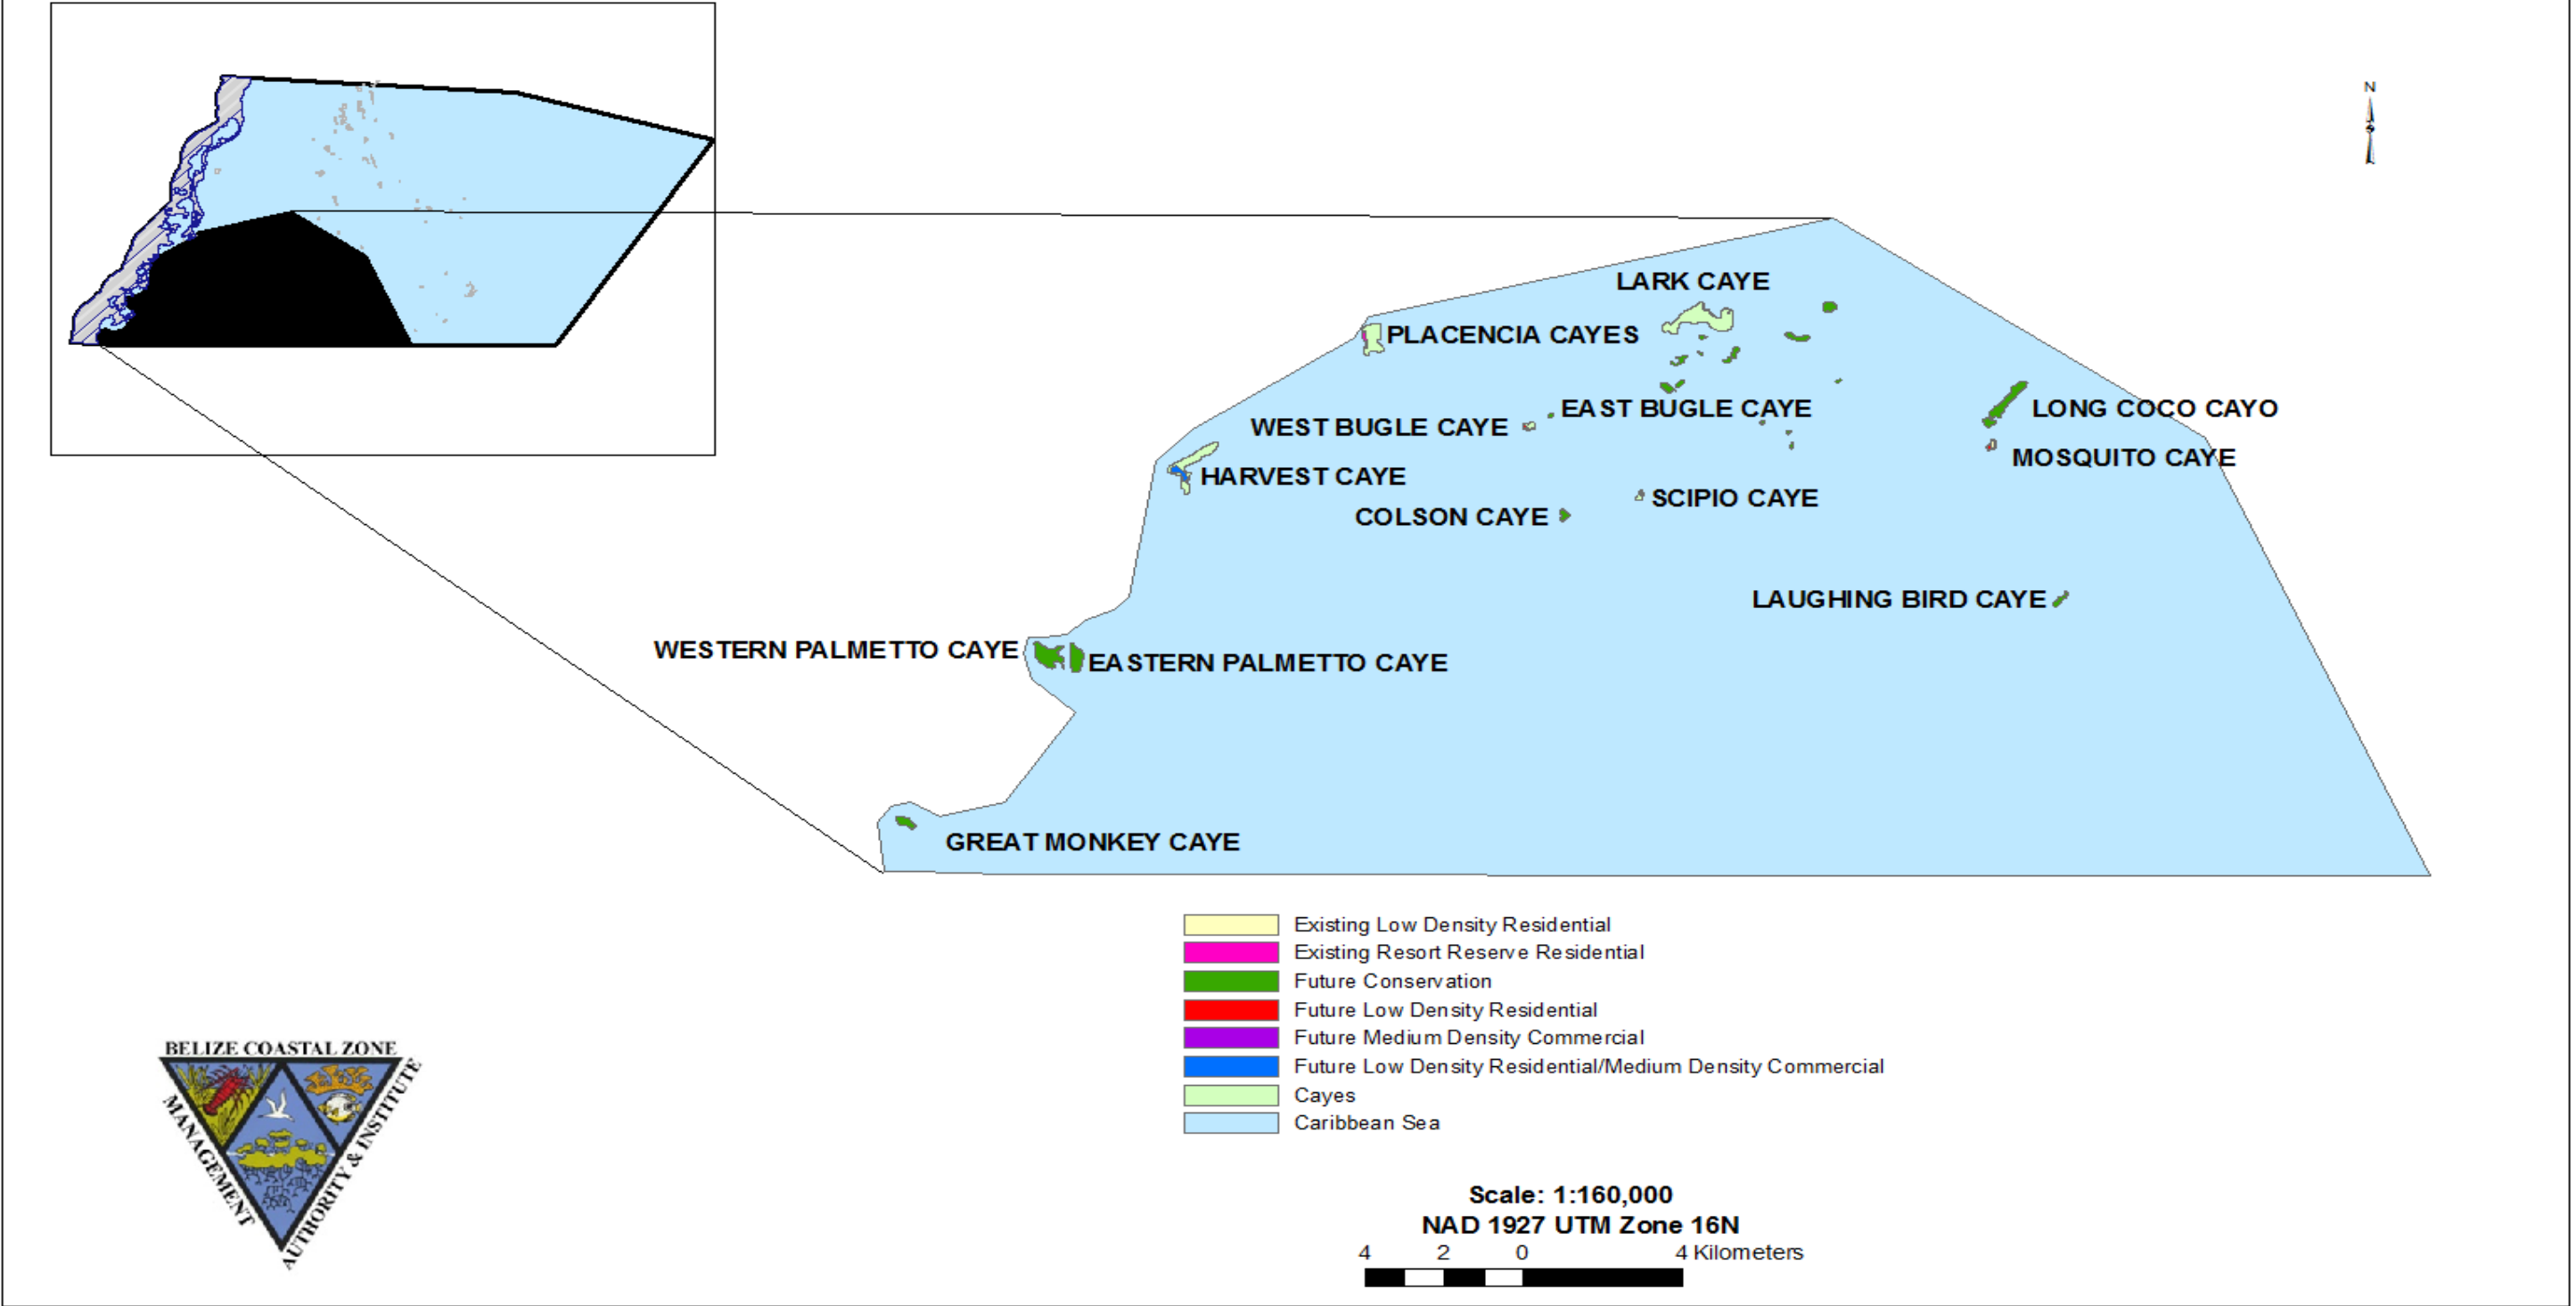 N
LARK CAYE
PLACENCIA CAYES
EAST BUGLE CAYE
LONG COCO CAYO
WEST BUGLE CAYE
MOSQUITO CAYE
HARVEST CAYE
SCIPIO CAYE
COLSON CAYE
LAUGHING BIRD CAYE
WESTERN PALMETTO CAYE
EASTERN PALMETTO CAYE
GREAT MONKEY CAYE
Existing Low Density Residential
Existing Resort Reserve Residential
Future Conservation
Future Low Density Residential
Future Medium Density Commercial
Future Low Density Residential/Medium Density Commercial
Cayes
Caribbean Sea
BELIZE COASTAL ZONE
MANAGEMENT
AUTHORITY & INSTITUTE
Scale: 1:160,000
NAD 1927 UTM Zone 16N
4 2 0 4 Kilometers